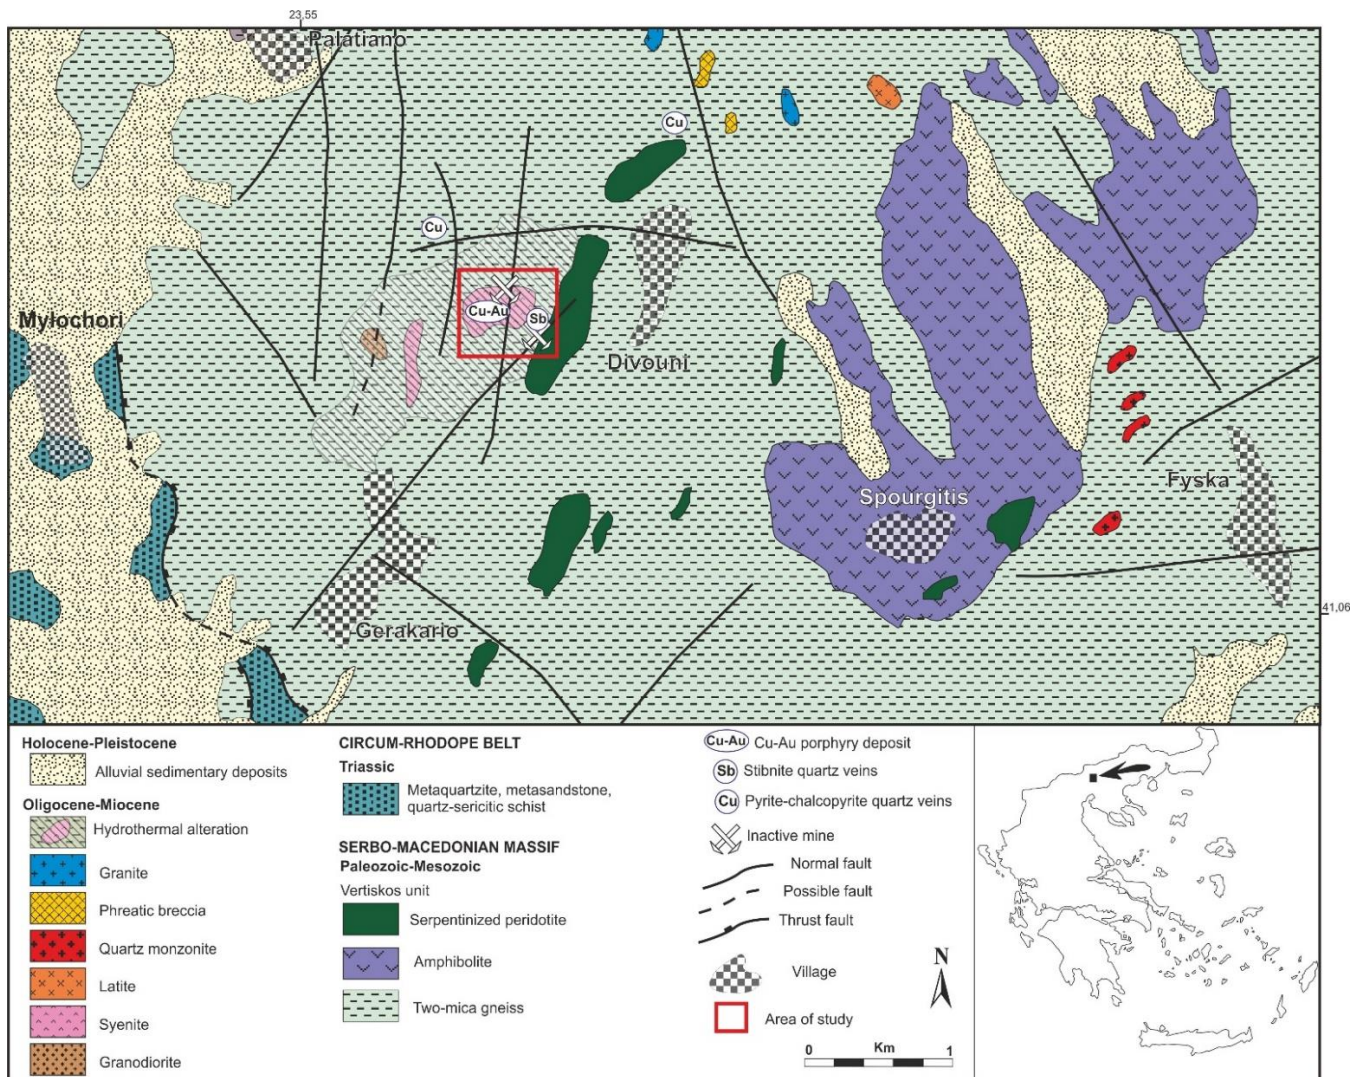 23,55
Palatiano
Cu
Cu
Cu-Au
Sb
Mylochori
Divouni
Spourgitis
Fyska
Gerakario
41,06
Holocene-Pleistocene
Alluvial sedimentary deposits
Oligocene-Miocene
Hydrothermal alteration
Granite
Phreatic breccia
Quartz monzonite
Latite
Syenite
Granodiorite
CIRCUM-RHODOPE BELT
Triassic
Metaquartzite, metasandstone,
quartz-sericitic schist
SERBO-MACEDONIAN MASSIF
Paleozoic-Mesozoic
Vertiskos unit
Serpentinized peridotite
Amphibolite
Two-mica gneiss
Cu-Au Cu-Au porphyry deposit
Sb Stibnite quartz veins
Cu Pyrite-chalcopyrite quartz veins
Inactive mine
Normal fault
Possible fault
Thrust fault
Village
Area of study
N
0 Km 1